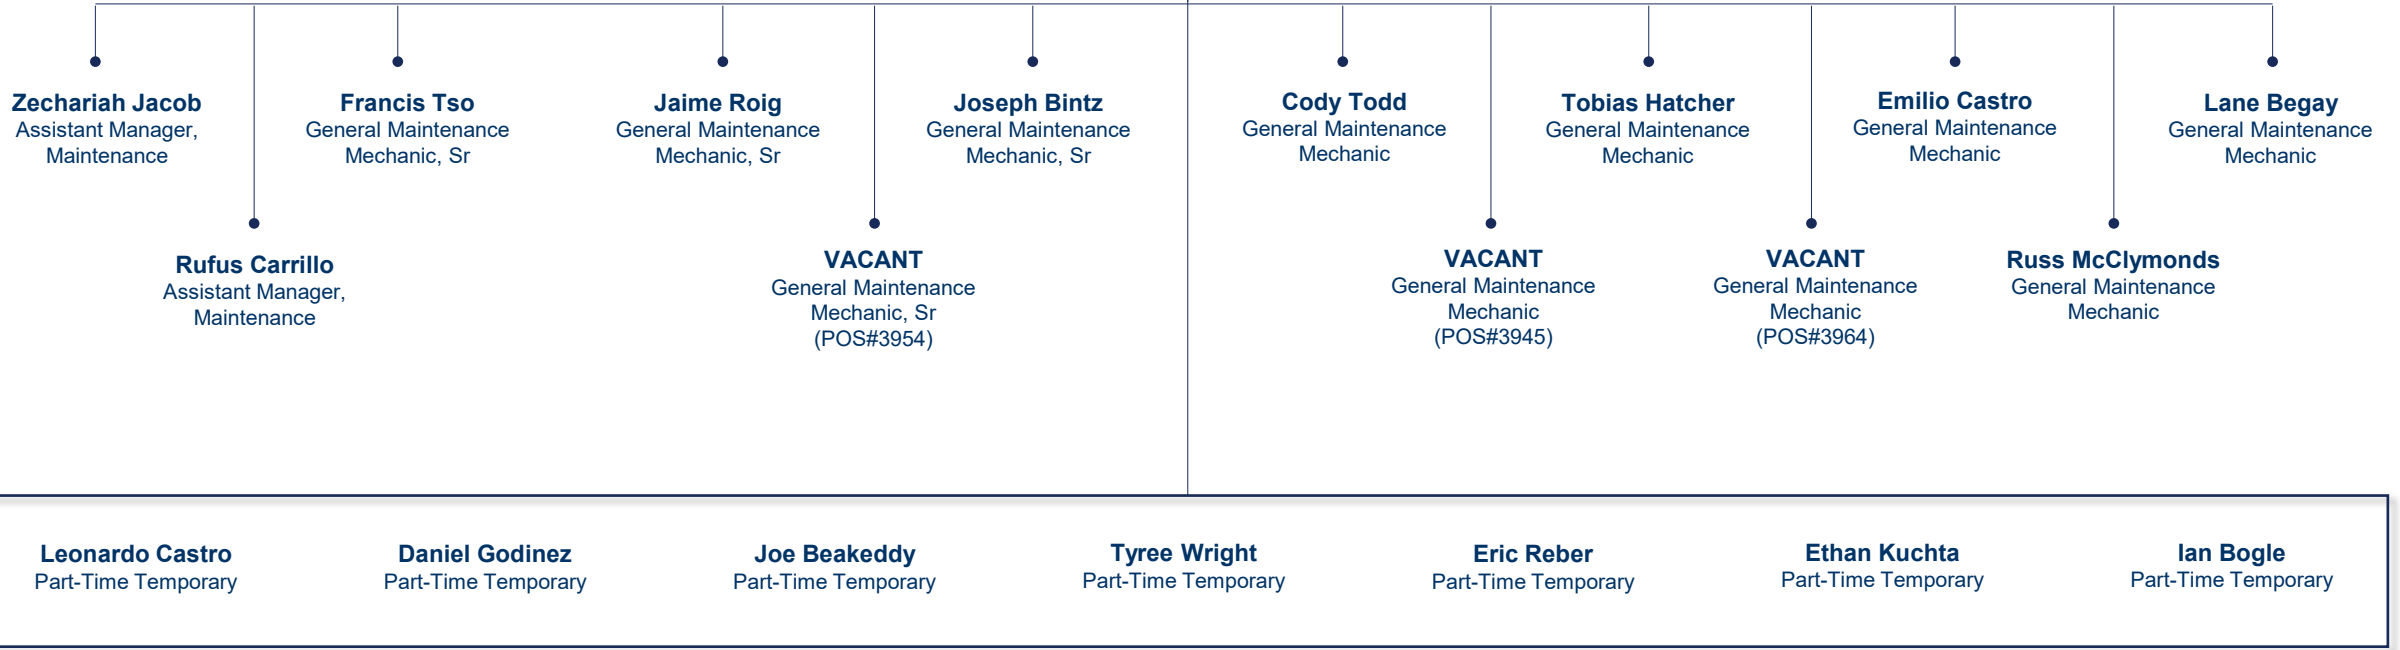 Zechariah Jacob
Assistant Manager,
Maintenance
Francis Tso
General Maintenance
Mechanic, Sr
Jaime Roig
General Maintenance
Mechanic, Sr
Joseph Bintz
General Maintenance
Mechanic, Sr
Cody Todd
General Maintenance
Mechanic
Tobias Hatcher
General Maintenance
Mechanic
Emilio Castro
General Maintenance
Mechanic
Lane Begay
General Maintenance
Mechanic
Rufus Carrillo
Assistant Manager,
Maintenance
VACANT
General Maintenance
Mechanic, Sr
(POS#3954)
VACANT
General Maintenance
Mechanic
(POS#3945)
VACANT
General Maintenance
Mechanic
(POS#3964)
Russ McClymonds
General Maintenance
Mechanic
Leonardo Castro
Part-Time Temporary
Daniel Godinez
Part-Time Temporary
Joe Beakeddy
Part-Time Temporary
Tyree Wright
Part-Time Temporary
Eric Reber
Part-Time Temporary
Ethan Kuchta
Part-Time Temporary
Ian Bogle
Part-Time Temporary